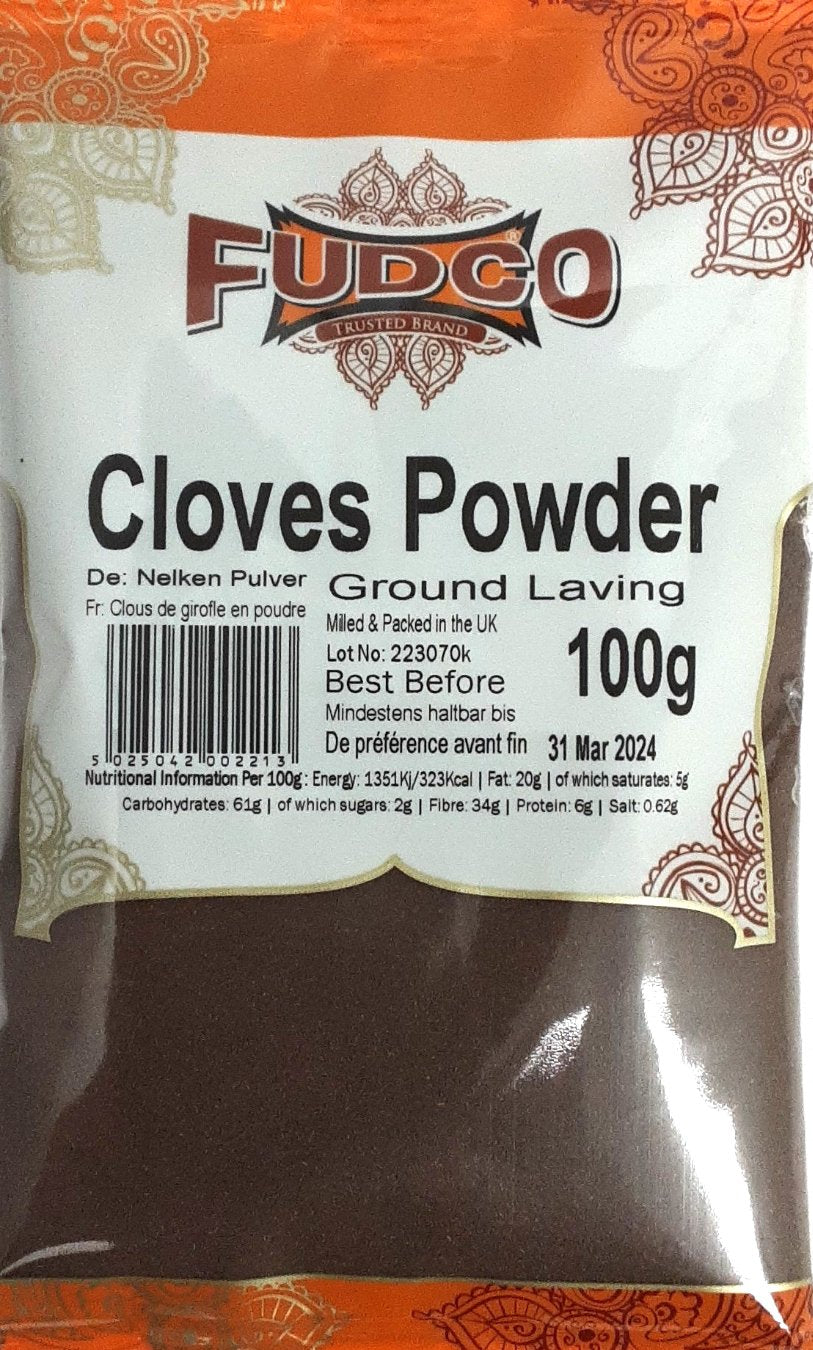 FUDCO®
TRUSTED BRAND
Cloves Powder
De: Nelken Pulver
Ground Laving
Fr: Clous de girofle en poudre
Milled & Packed in the UK
Lot No: 223070k
100g
Best Before
Mindestens haltbar bis
De préférence avant fin 31 Mar 2024
5 025042 002213
Nutritional Information Per 100g: Energy: 1351Kj/323Kcal | Fat: 20g | of which saturates: 5g
Carbohydrates: 61g | of which sugars: 2g | Fibre: 34g | Protein: 6g | Salt: 0.62g